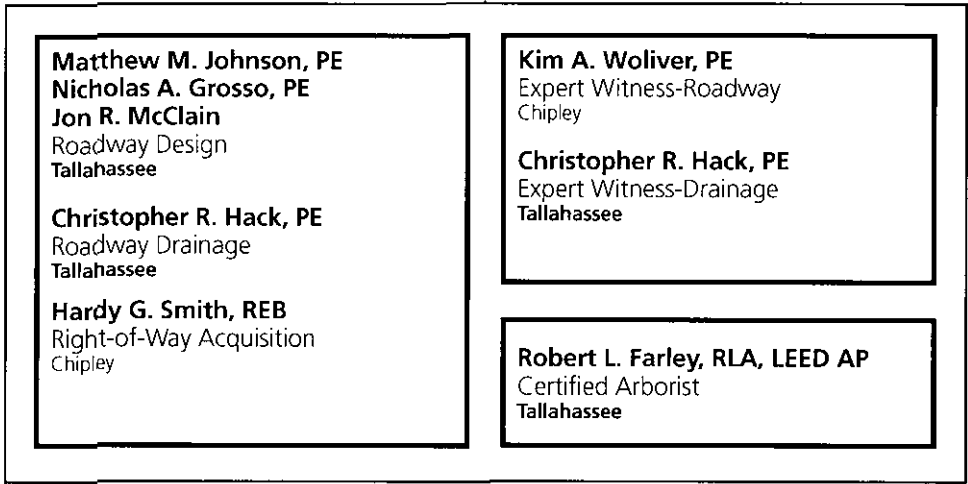 Matthew M. Johnson, PE
Nicholas A. Grosso, PE
Jon R. McClain
Roadway Design
Tallahassee
Christopher R. Hack, PE
Roadway Drainage
Tallahassee
Hardy G. Smith, REB
Right-of-Way Acquisition
Chipley
Kim A. Woliver, PE
Expert Witness-Roadway
Chipley
Christopher R. Hack, PE
Expert Witness-Drainage
Tallahassee
Robert L. Farley, RLA, LEED AP
Certified Arborist
Tallahassee